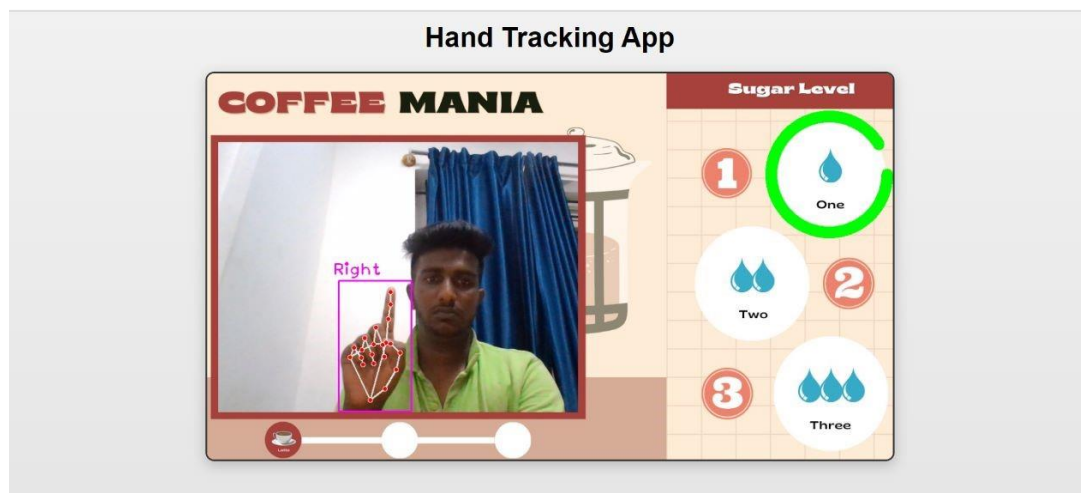 Hand Tracking App
COFFEE MANIA
Sugar Level
Right
1
One
2
Two
3
Three